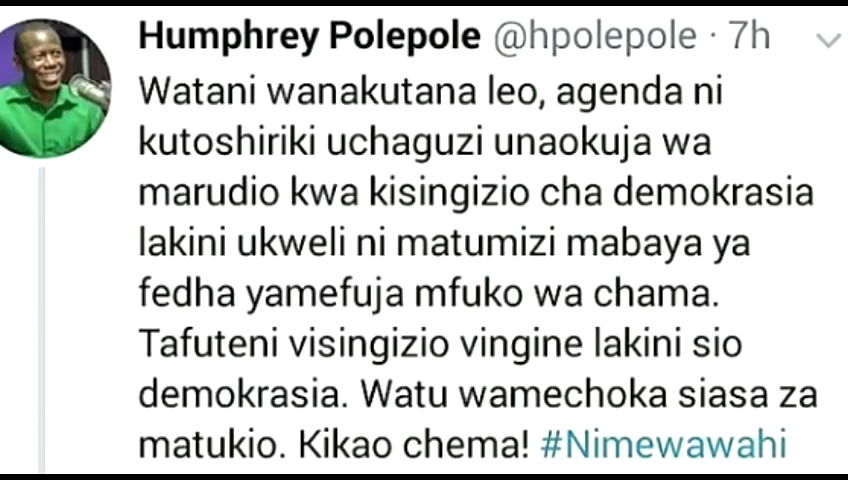 Humphrey Polepole @hpolepole · 7h
Watani wanakutana leo, agenda ni
kutoshiriki uchaguzi unaokuja wa
marudio kwa kisingizio cha demokrasia
lakini ukweli ni matumizi mabaya ya
fedha yamefuja mfuko wa chama.
Tafuteni visingizio vingine lakini sio
demokrasia. Watu wamechoka siasa za
matukio. Kikao chema! #Nimewawahi